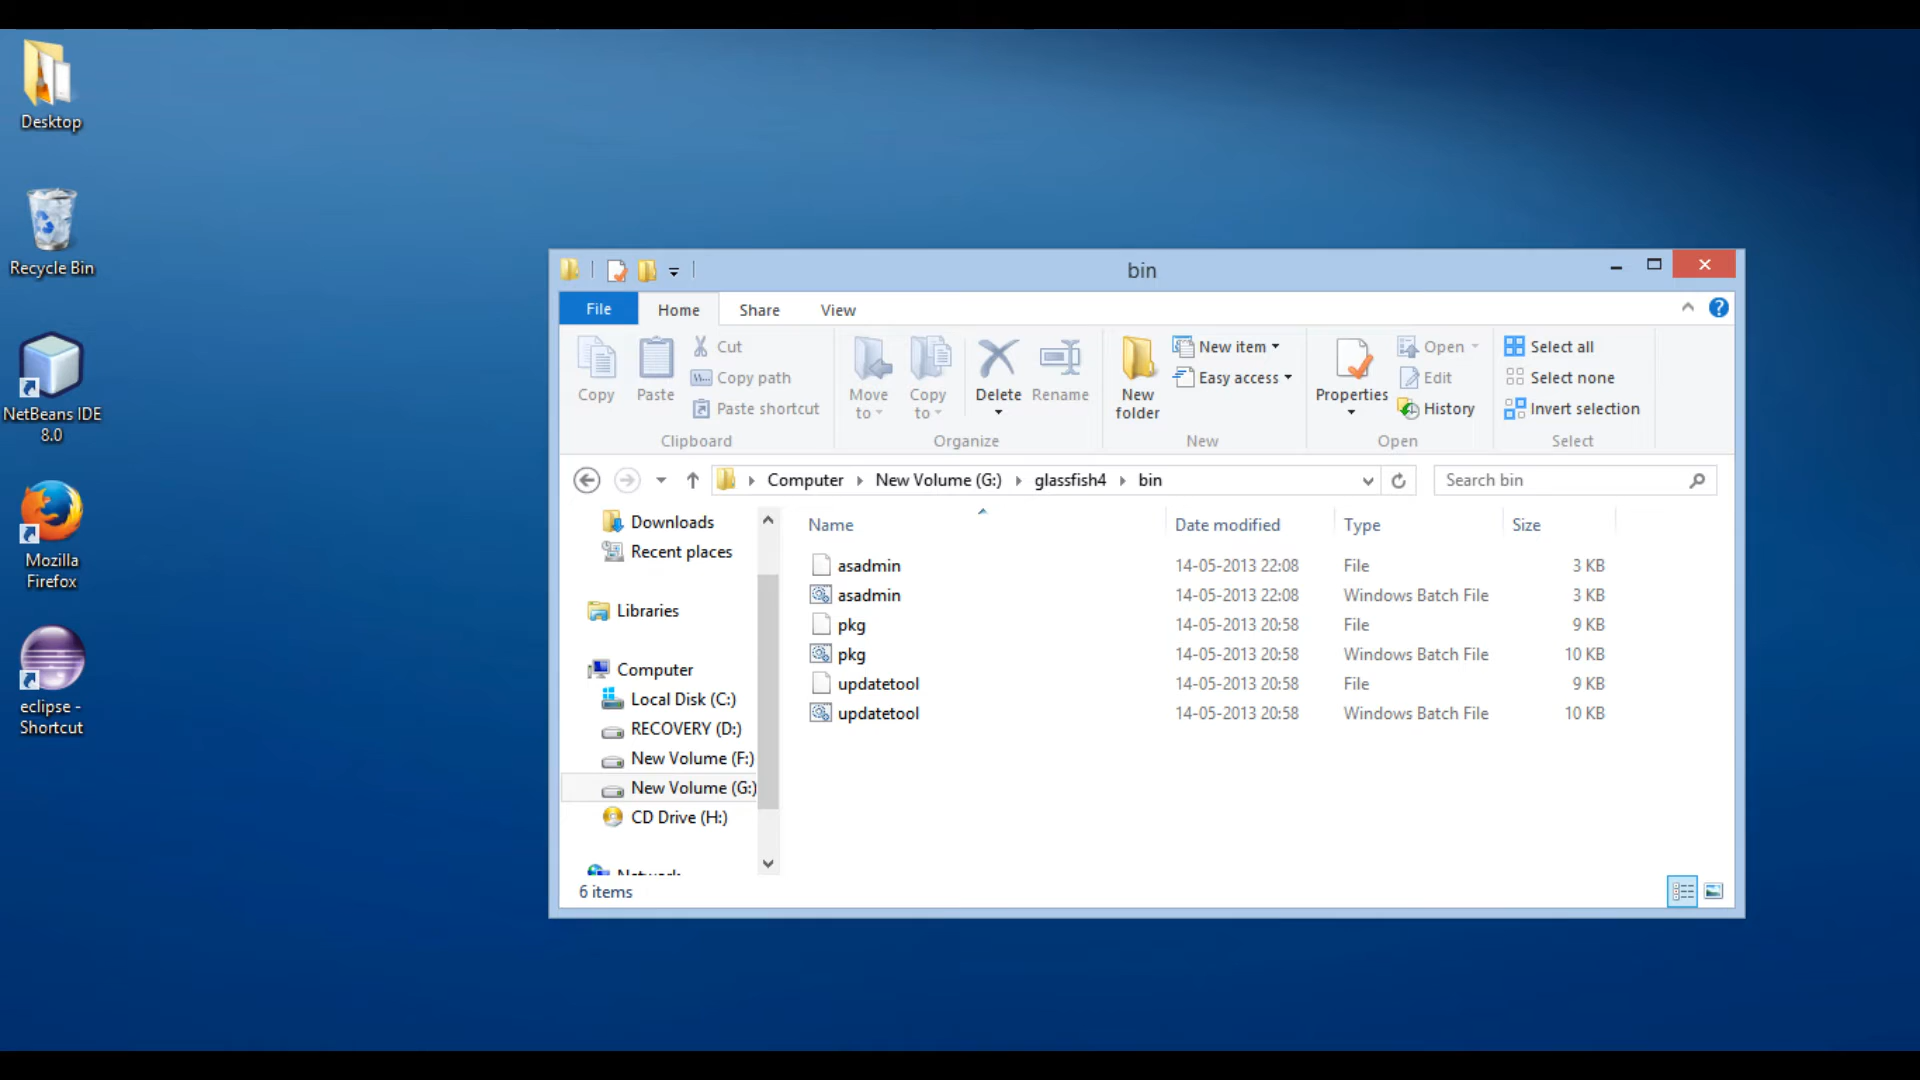 Desktop
Recycle Bin
NetBeans IDE
8.0
Mozilla
Firefox
eclipse -
Shortcut
bin
File Home Share View
Copy
Paste
Cut
Copy path
Paste shortcut
Clipboard
Move
to
Copy
to
Delete
Rename
Organize
New
folder
New item
Easy access
New
Properties
Open
Edit
History
Open
Select all
Select none
Invert selection
Select
Computer New Volume (G:) glassfish4 bin
Search bin
Downloads
Recent places
Libraries
Computer
Local Disk (C:)
RECOVERY (D:)
New Volume (F:)
New Volume (G:)
CD Drive (H:)
Network
Name Date modified Type Size
asadmin 14-05-2013 22:08 File 3 KB
asadmin 14-05-2013 22:08 Windows Batch File 3 KB
pkg 14-05-2013 20:58 File 9 KB
pkg 14-05-2013 20:58 Windows Batch File 10 KB
updatetool 14-05-2013 20:58 File 9 KB
updatetool 14-05-2013 20:58 Windows Batch File 10 KB
6 items